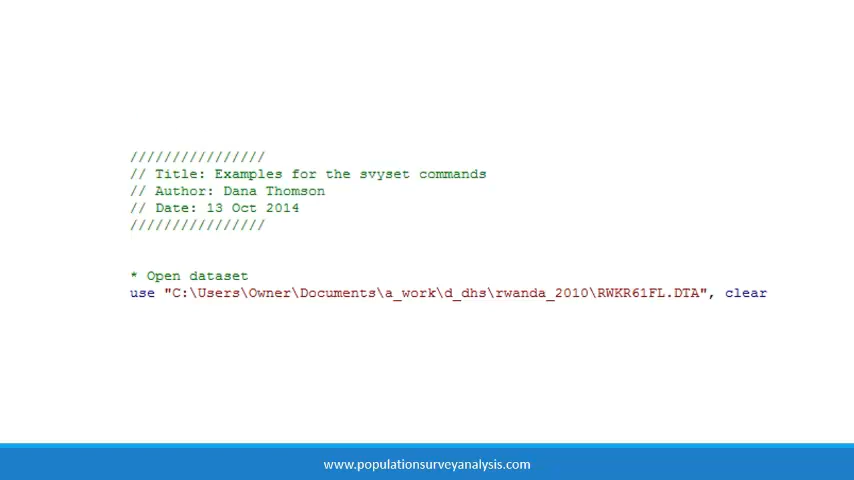 ////////////////
// Title: Examples for the svyset commands
// Author: Dana Thomson
// Date: 13 Oct 2014
////////////////
* Open dataset
use "C:\Users\Owner\Documents\a_work\d_dhs\rwanda_2010\RWKR61FL.DTA", clear
www.populationsurveyanalysis.com